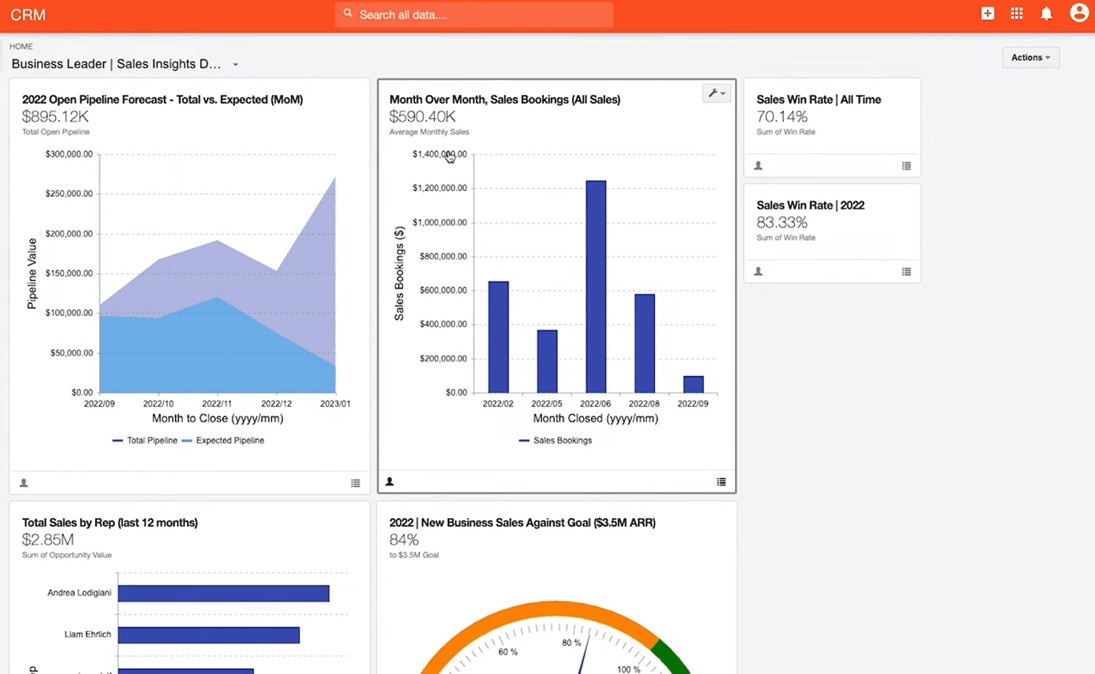 CRM
Search all data....
HOME
Business Leader | Sales Insights D...
Actions
2022 Open Pipeline Forecast - Total vs. Expected (MoM)
$895.12K
Total Open Pipeline
$300,000.00
$250,000.00
$200,000.00
$150,000.00
$100,000.00
$50,000.00
$0.00
Pipeline Value
2022/09 2022/10 2022/11 2022/12 2023/01
Month to Close (yyyy/mm)
Total Pipeline Expected Pipeline
Month Over Month, Sales Bookings (All Sales)
$590.40K
Average Monthly Sales
$1,400,000.00
$1,200,000.00
$1,000,000.00
$800,000.00
$600,000.00
$400,000.00
$200,000.00
$0.00
Sales Bookings ($)
2022/02 2022/05 2022/06 2022/08 2022/09
Month Closed (yyyy/mm)
Sales Bookings
Sales Win Rate | All Time
70.14%
Sum of Win Rate
Sales Win Rate | 2022
83.33%
Sum of Win Rate
Total Sales by Rep (last 12 months)
$2.85M
Sum of Opportunity Value
Andrea Lodigiani
Liam Ehrlich
2022 | New Business Sales Against Goal ($3.5M ARR)
84%
to $3.5M Goal
60 %
80 %
100 %